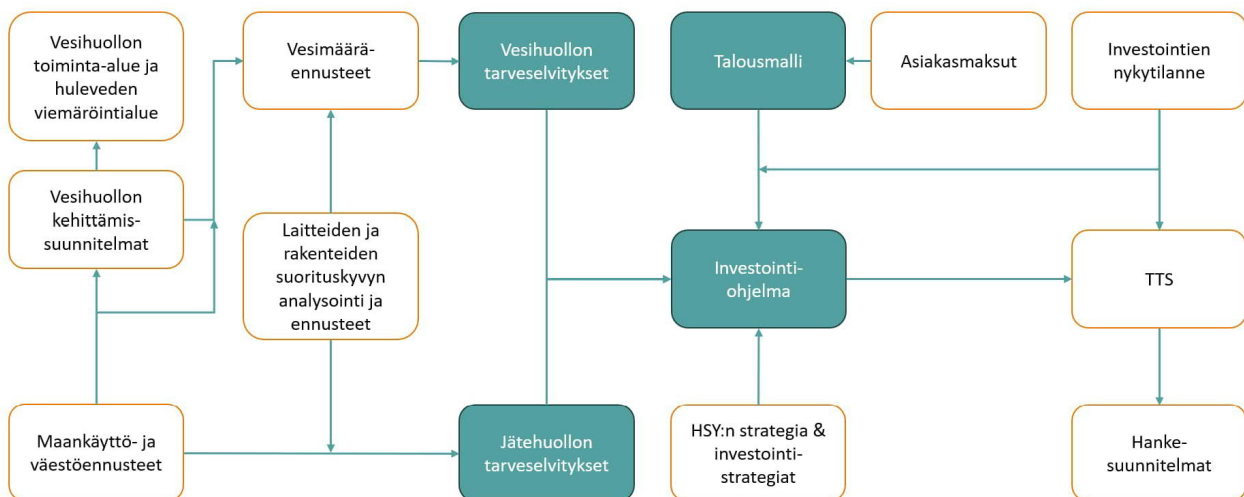 Vesihuollon
toiminta-alue ja
huleveden
viemäröintialue
Vesimäärä-
ennusteet
Vesihuollon
tarveselvitykset
Talousmalli
Asiakasmaksut
Investointien
nykytilanne
Vesihuollon
kehittämis-
suunnitelmat
Laitteiden ja
rakenteiden
suorituskyvyn
analysointi ja
ennusteet
Investointi-
ohjelma
TTS
Maankäyttö- ja
väestöennusteet
Jätehuollon
tarveselvitykset
HSY:n strategia &
investointi-
strategiat
Hanke-
suunnitelmat